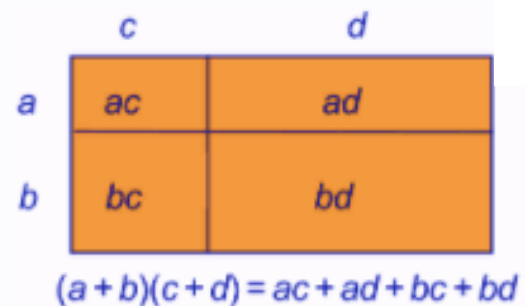 c d
a ac ad
b bc bd
(a + b)(c + d) = ac + ad + bc + bd